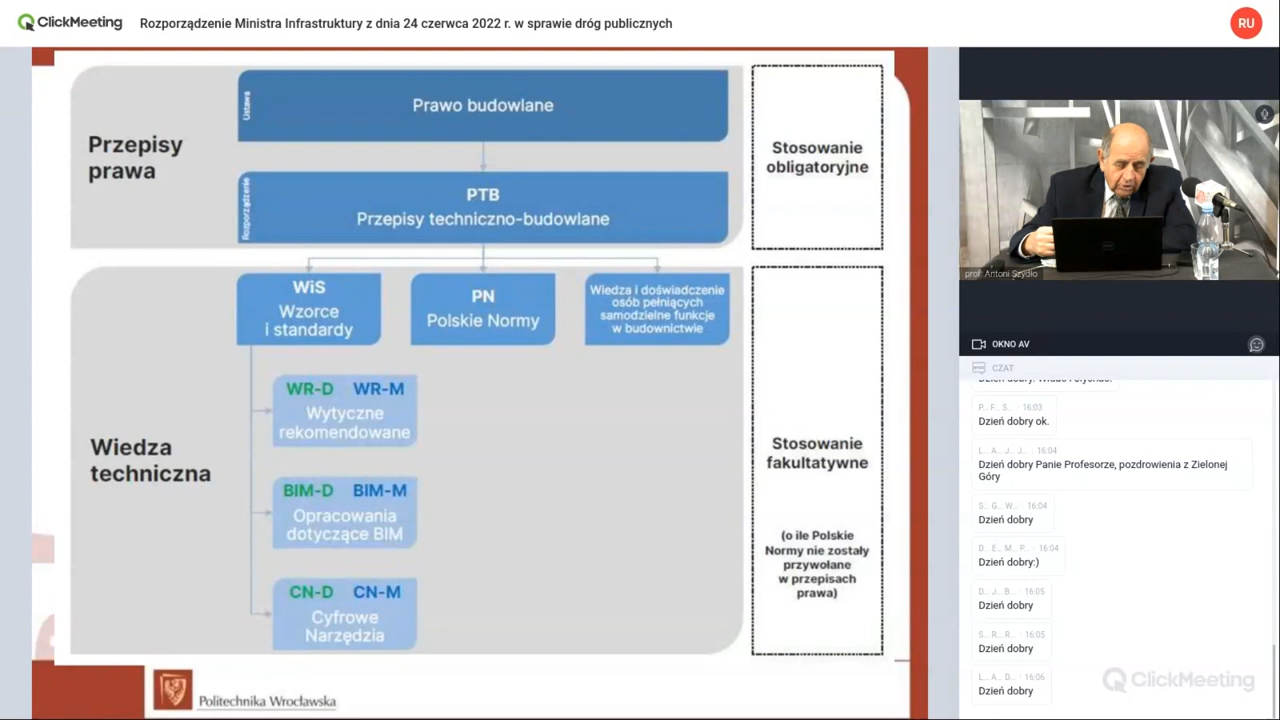 ClickMeeting
Rozporządzenie Ministra Infrastruktury z dnia 24 czerwca 2022 r. w sprawie dróg publicznych
RU
Przepisy
prawa
Ustawa
Prawo budowlane
Rozporządzenie
PTB
Przepisy techniczno-budowlane
Stosowanie
obligatoryjne
Wiedza
techniczna
WiS
Wzorce
i standardy
PN
Polskie Normy
Wiedza i doświadczenie
osób pełniących
samodzielne funkcje
w budownictwie
WR-D WR-M
Wytyczne
rekomendowane
BIM-D BIM-M
Opracowania
dotyczące BIM
CN-D CN-M
Cyfrowe
Narzędzia
Stosowanie
fakultatywne
(o ile Polskie
Normy nie zostały
przywołane
w przepisach
prawa)
Politechnika Wrocławska
prof. Antoni Szydło
OKNO AV
CZAT
P... F... S... 16:03
Dzień dobry ok.
L... A... J... J... 16:04
Dzień dobry Panie Profesorze, pozdrowienia z Zielonej
Góry
S... G... W... 16:04
Dzień dobry
D... E... M... P... 16:04
Dzień dobry:)
D... J... B... 16:05
Dzień dobry
S... R... R... 16:05
Dzień dobry
L... A... D... 16:06
Dzień dobry
ClickMeeting